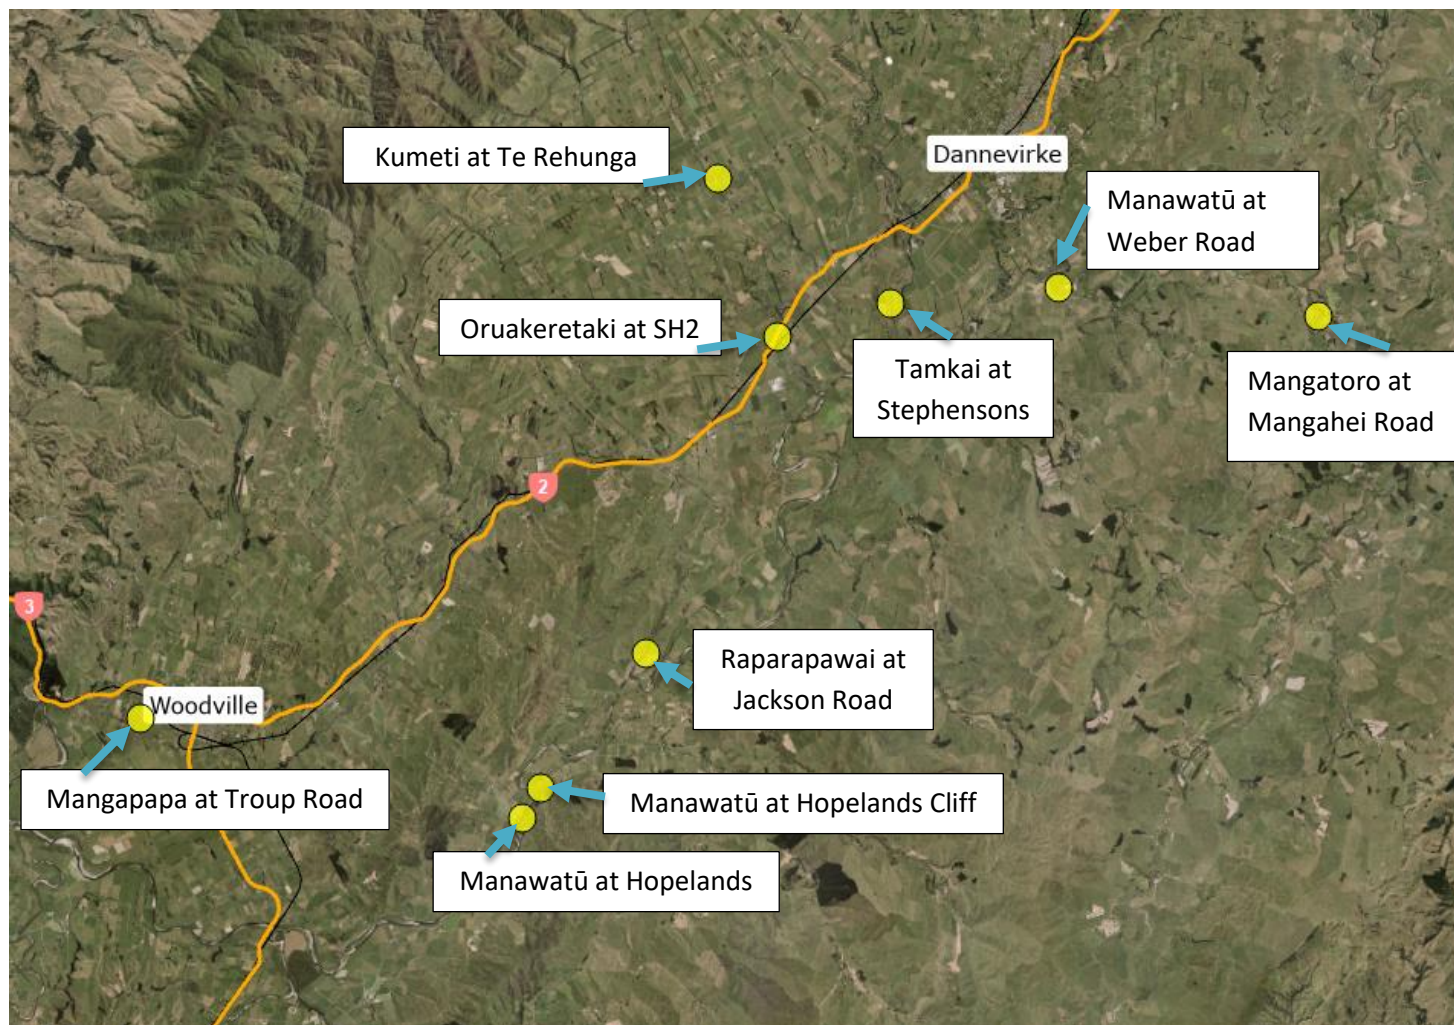 Dannevirke
Kumeti at Te Rehunga
Manawatū at
Weber Road
Oruakeretaki at SH2
Tamkai at
Stephensons
Mangatoro at
Mangahei Road
2
3
Raparapawai at
Jackson Road
Woodville
Mangapapa at Troup Road
Manawatū at Hopelands Cliff
Manawatū at Hopelands